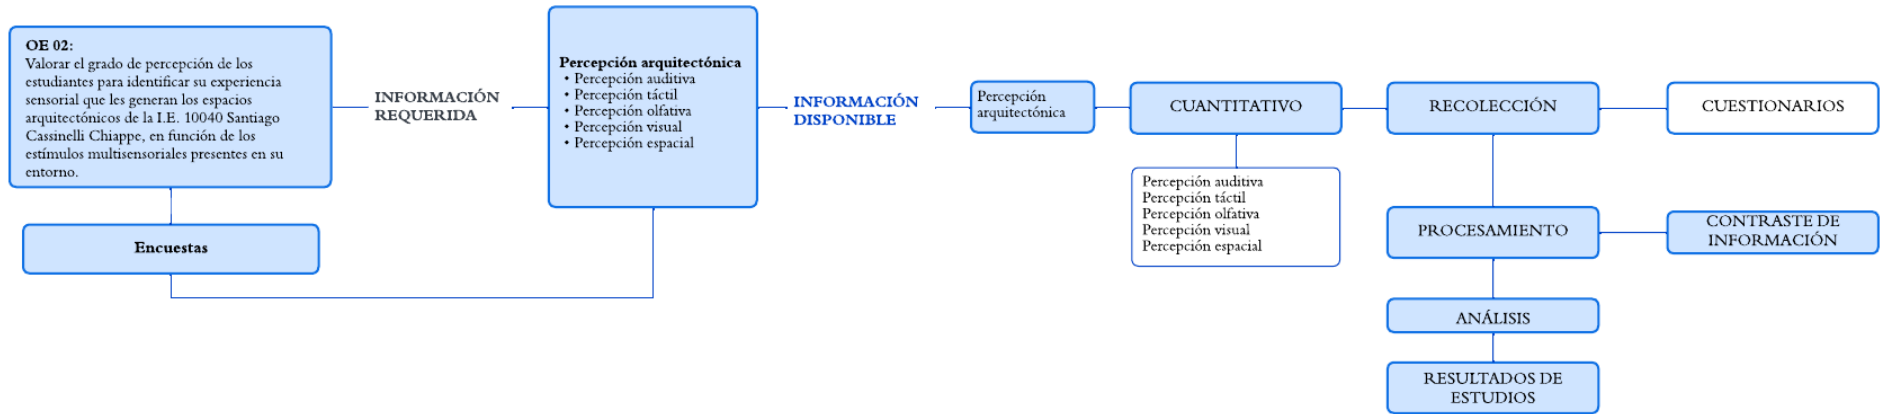 OE 02:
Valorar el grado de percepción de los
estudiantes para identificar su experiencia
sensorial que les generan los espacios
arquitectónicos de la I.E. 10040 Santiago
Cassinelli Chiappe, en función de los
estímulos multisensoriales presentes en su
entorno.
Encuestas
INFORMACIÓN
REQUERIDA
Percepción arquitectónica
• Percepción auditiva
• Percepción táctil
• Percepción olfativa
• Percepción visual
• Percepción espacial
INFORMACIÓN
DISPONIBLE
Percepción
arquitectónica
CUANTITATIVO
Percepción auditiva
Percepción táctil
Percepción olfativa
Percepción visual
Percepción espacial
RECOLECCIÓN
CUESTIONARIOS
PROCESAMIENTO
CONTRASTE DE
INFORMACIÓN
ANÁLISIS
RESULTADOS DE
ESTUDIOS